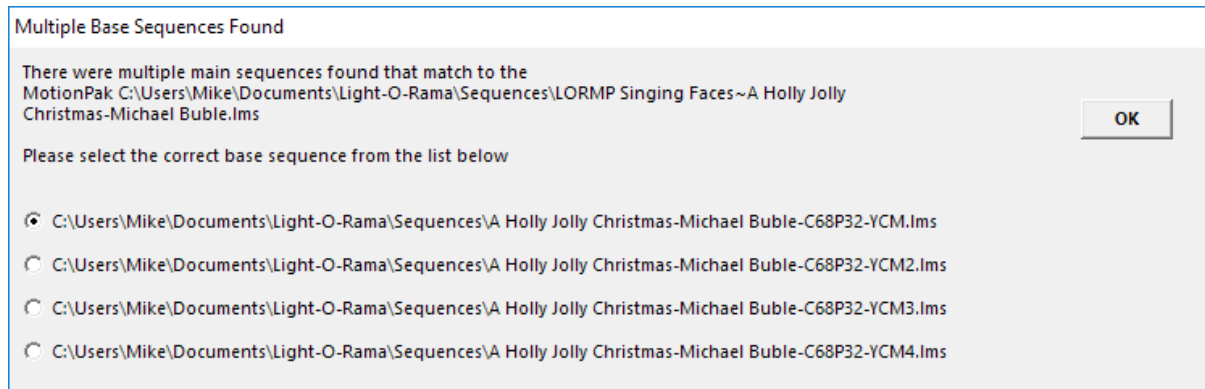 Multiple Base Sequences Found
There were multiple main sequences found that match to the
MotionPak C:\Users\Mike\Documents\Light-O-Rama\Sequences\LORMP Singing Faces~A Holly Jolly
Christmas-Michael Buble.lms
OK
Please select the correct base sequence from the list below
C:\Users\Mike\Documents\Light-O-Rama\Sequences\A Holly Jolly Christmas-Michael Buble-C68P32-YCM.lms
C:\Users\Mike\Documents\Light-O-Rama\Sequences\A Holly Jolly Christmas-Michael Buble-C68P32-YCM2.lms
C:\Users\Mike\Documents\Light-O-Rama\Sequences\A Holly Jolly Christmas-Michael Buble-C68P32-YCM3.lms
C:\Users\Mike\Documents\Light-O-Rama\Sequences\A Holly Jolly Christmas-Michael Buble-C68P32-YCM4.lms